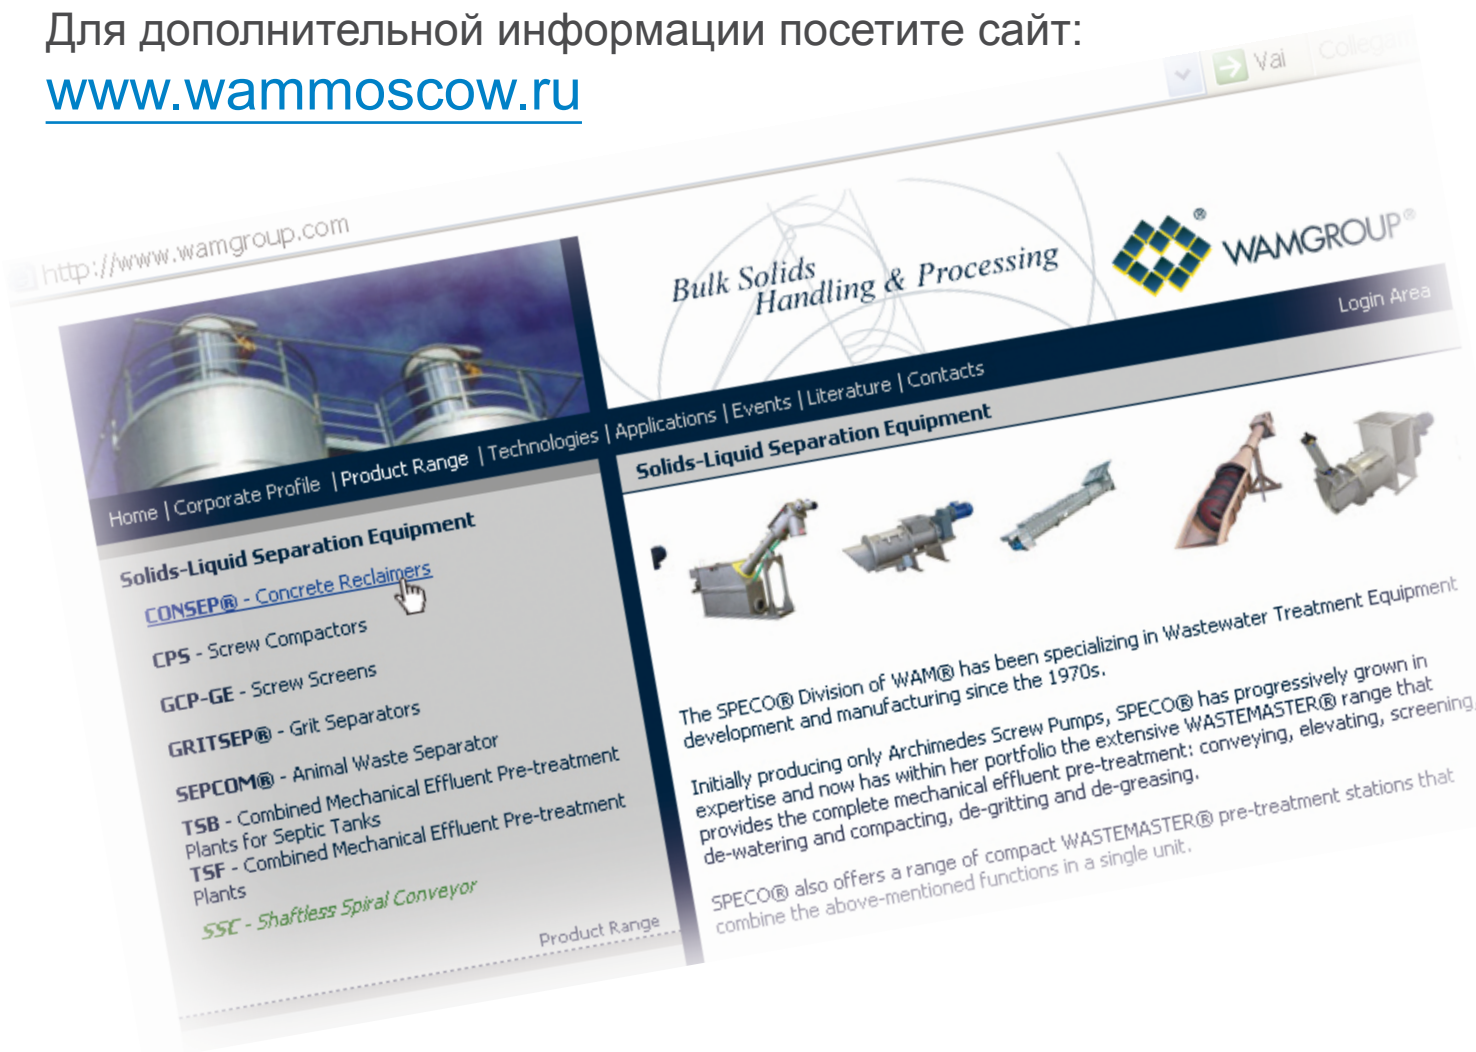 Для дополнительной информации посетите сайт:
www.wammoscow.ru
Vai
http://www.wamgroup.com
Bulk Solids
Handling & Processing
WAMGROUP®
Login Area
Home | Corporate Profile | Product Range | Technologies | Applications | Events | Literature | Contacts
Solids-Liquid Separation Equipment
CONSEP® - Concrete Reclaimers
CPS - Screw Compactors
GCP-GE - Screw Screens
GRITSEP® - Grit Separators
SEPCOM® - Animal Waste Separator
TSB - Combined Mechanical Effluent Pre-treatment
Plants for Septic Tanks
TSF - Combined Mechanical Effluent Pre-treatment
Plants
SSC - Shaftless Spiral Conveyor
Product Range
Solids-Liquid Separation Equipment
The SPECO® Division of WAM® has been specializing in Wastewater Treatment Equipment
development and manufacturing since the 1970s.
Initially producing only Archimedes Screw Pumps, SPECO® has progressively grown in
expertise and now has within her portfolio the extensive WASTEMASTER® range that
provides the complete mechanical effluent pre-treatment: conveying, elevating, screening,
de-watering and compacting, de-gritting and de-greasing.
SPECO® also offers a range of compact WASTEMASTER® pre-treatment stations that
combine the above-mentioned functions in a single unit.